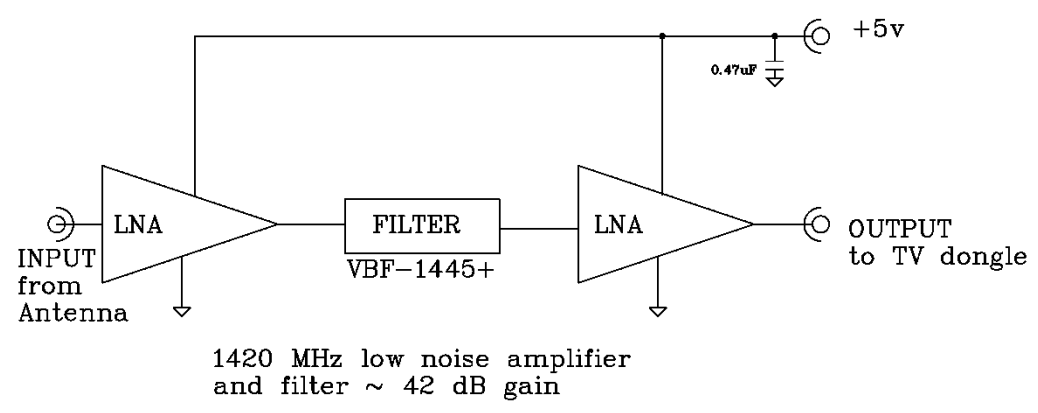 +5v
0.47uF
LNA
FILTER
LNA
INPUT
from
Antenna
VBF-1445+
OUTPUT
to TV dongle
1420 MHz low noise amplifier
and filter ~ 42 dB gain